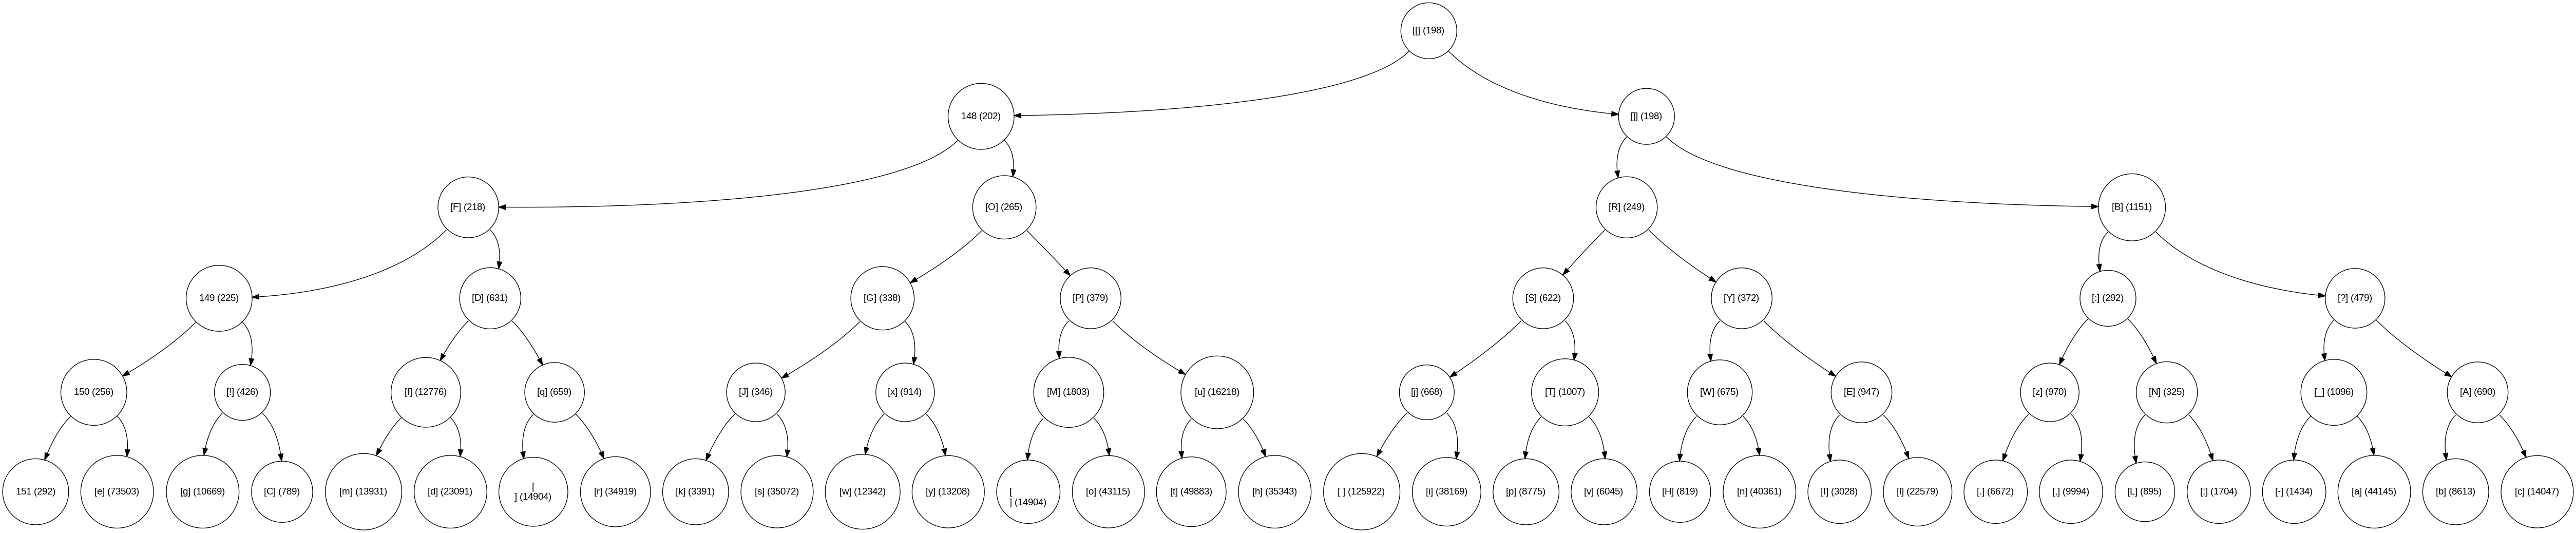 [[] (198)
148 (202)
[]] (198)
[F] (218)
[O] (265)
[R] (249)
[B] (1151)
149 (225)
[D] (631)
[G] (338)
[P] (379)
[S] (622)
[Y] (372)
[:] (292)
[?] (479)
150 (256)
[!] (426)
[f] (12776)
[q] (659)
[J] (346)
[x] (914)
[M] (1803)
[u] (16218)
[j] (668)
[T] (1007)
[W] (675)
[E] (947)
[z] (970)
[N] (325)
[_] (1096)
[A] (690)
151 (292)
[e] (73503)
[g] (10669)
[C] (789)
[m] (13931)
[d] (23091)
[
] (14904)
[r] (34919)
[k] (3391)
[s] (35072)
[w] (12342)
[y] (13208)
[
] (14904)
[o] (43115)
[t] (49883)
[h] (35343)
[ ] (125922)
[i] (38169)
[p] (8775)
[v] (6045)
[H] (819)
[n] (40361)
[I] (3028)
[l] (22579)
[.] (6672)
[,] (9994)
[L] (895)
[;] (1704)
[-] (1434)
[a] (44145)
[b] (8613)
[c] (14047)